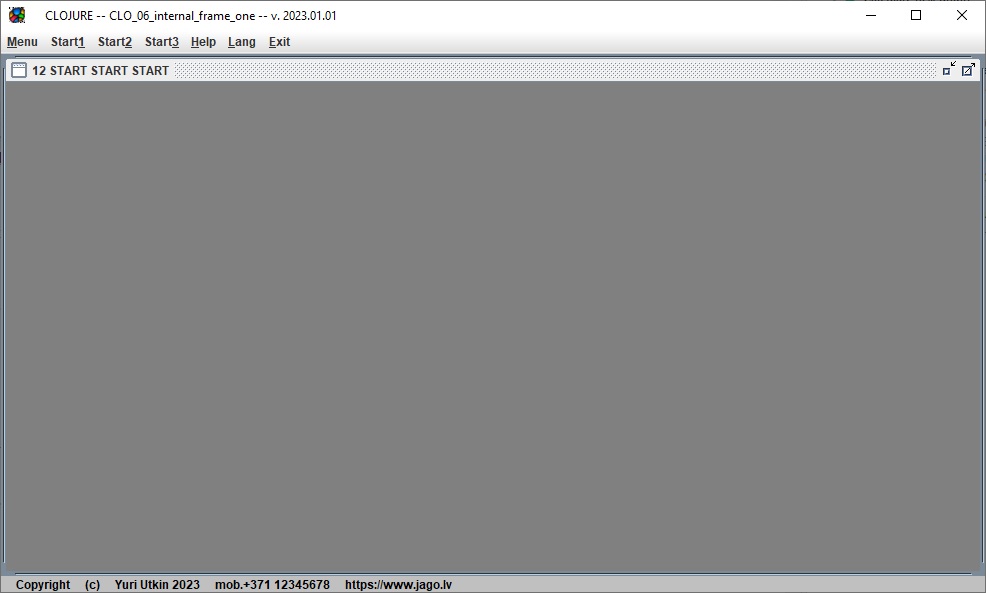 CLOJURE -- CLO_06_internal_frame_one -- v. 2023.01.01
Menu Start1 Start2 Start3 Help Lang Exit
12 START START START
Copyright (c) Yuri Utkin 2023 mob.+371 12345678 https://www.jago.lv